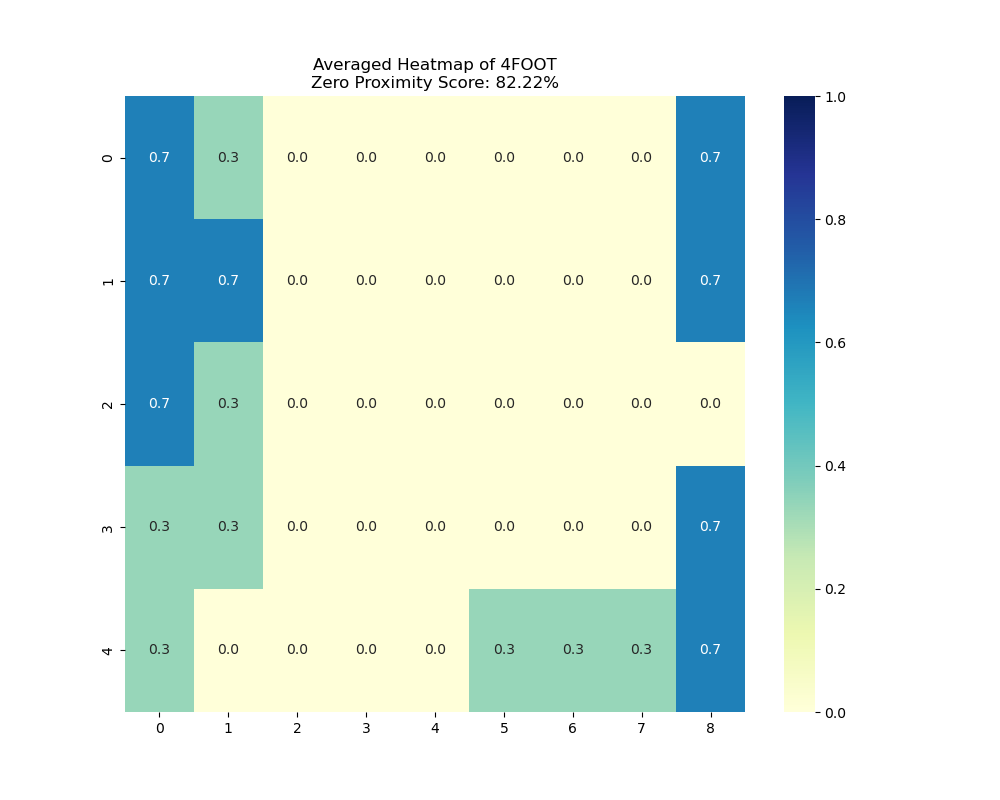 Averaged Heatmap of 4FOOT
Zero Proximity Score: 82.22%
1.0
0 0.7 0.3 0.0 0.0 0.0 0.0 0.0 0.0 0.7
0.8
1 0.7 0.7 0.0 0.0 0.0 0.0 0.0 0.0 0.7
0.6
2 0.7 0.3 0.0 0.0 0.0 0.0 0.0 0.0 0.0
0.4
3 0.3 0.3 0.0 0.0 0.0 0.0 0.0 0.0 0.7
0.2
4 0.3 0.0 0.0 0.0 0.0 0.3 0.3 0.3 0.7
0.0
0 1 2 3 4 5 6 7 8